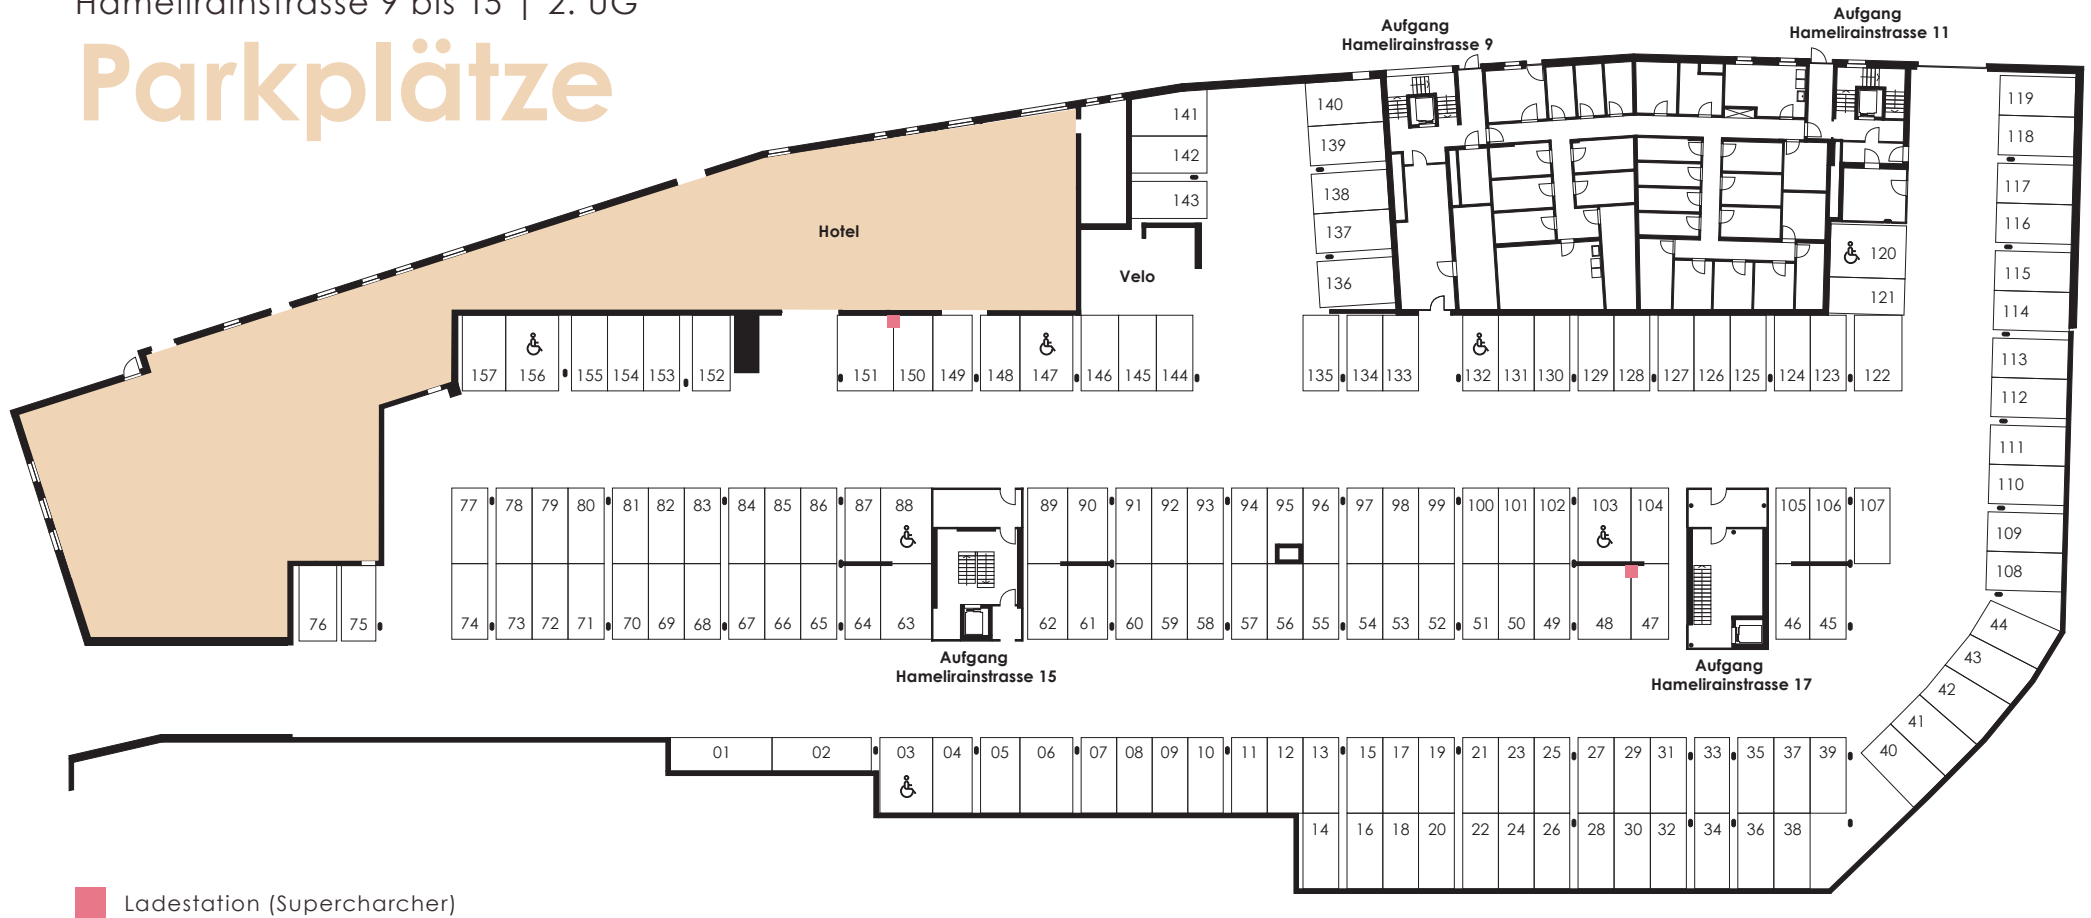 Hamelirainstrasse 9 bis 15 | 2. UG
Parkplätze
Aufgang
Hamelirainstrasse 9
Aufgang
Hamelirainstrasse 11
141
142
143
140
139
138
137
136
119
118
117
116
115
114
113
112
111
110
109
108
120
121
Hotel
Velo
157 156 155 154 153 152 151 150 149 148 147 146 145 144 135 134 133 132 131 130 129 128 127 126 125 124 123 122
77 78 79 80 81 82 83 84 85 86 87 88 89 90 91 92 93 94 95 96 97 98 99 100 101 102 103 104 105 106 107
76 75 74 73 72 71 70 69 68 67 66 65 64 63 62 61 60 59 58 57 56 55 54 53 52 51 50 49 48 47 46 45
44
43
42
41
40
Aufgang
Hamelirainstrasse 15
Aufgang
Hamelirainstrasse 17
01 02 03 04 05 06 07 08 09 10 11 12 13 15 17 19 21 23 25 27 29 31 33 35 37 39
14 16 18 20 22 24 26 28 30 32 34 36 38
Ladestation (Supercharcher)